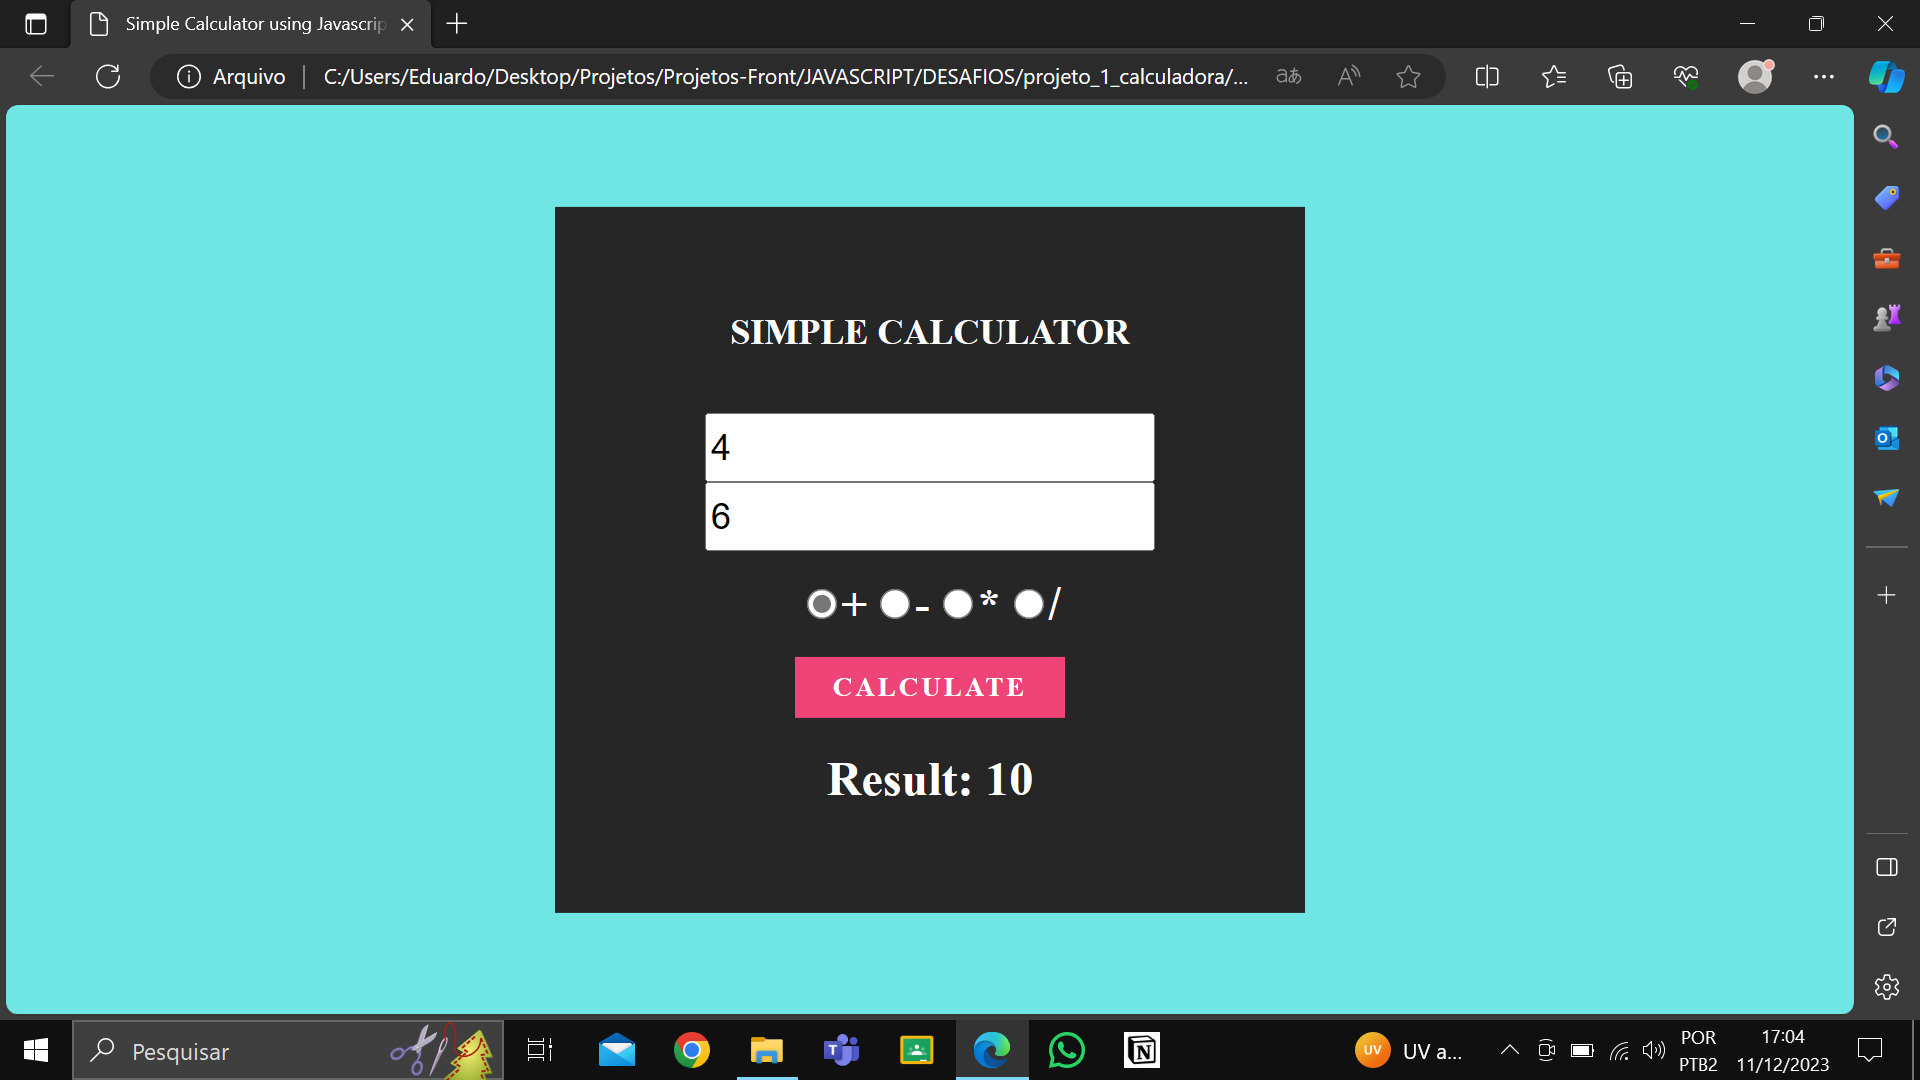 Simple Calculator using Javascrip
Arquivo
C:/Users/Eduardo/Desktop/Projetos/Projetos-Front/JAVASCRIPT/DESAFIOS/projeto_1_calculadora/...
SIMPLE CALCULATOR
4
6
+ - * /
CALCULATE
Result: 10
Pesquisar
UV
UV a...
POR
PTB2
17:04
11/12/2023